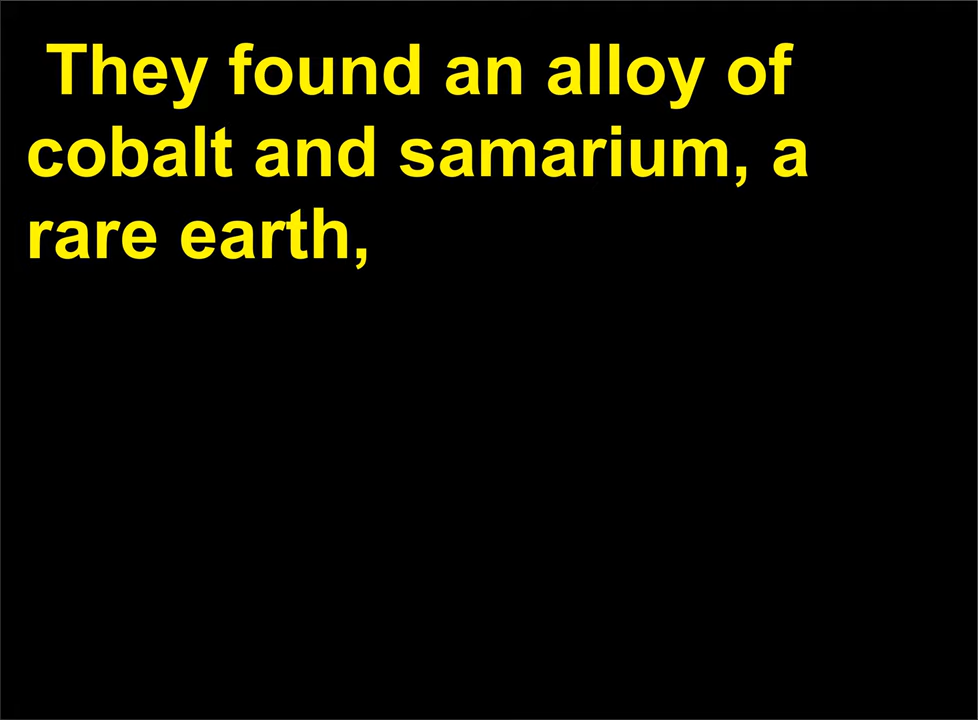 They found an alloy of
cobalt and samarium, a
rare earth,